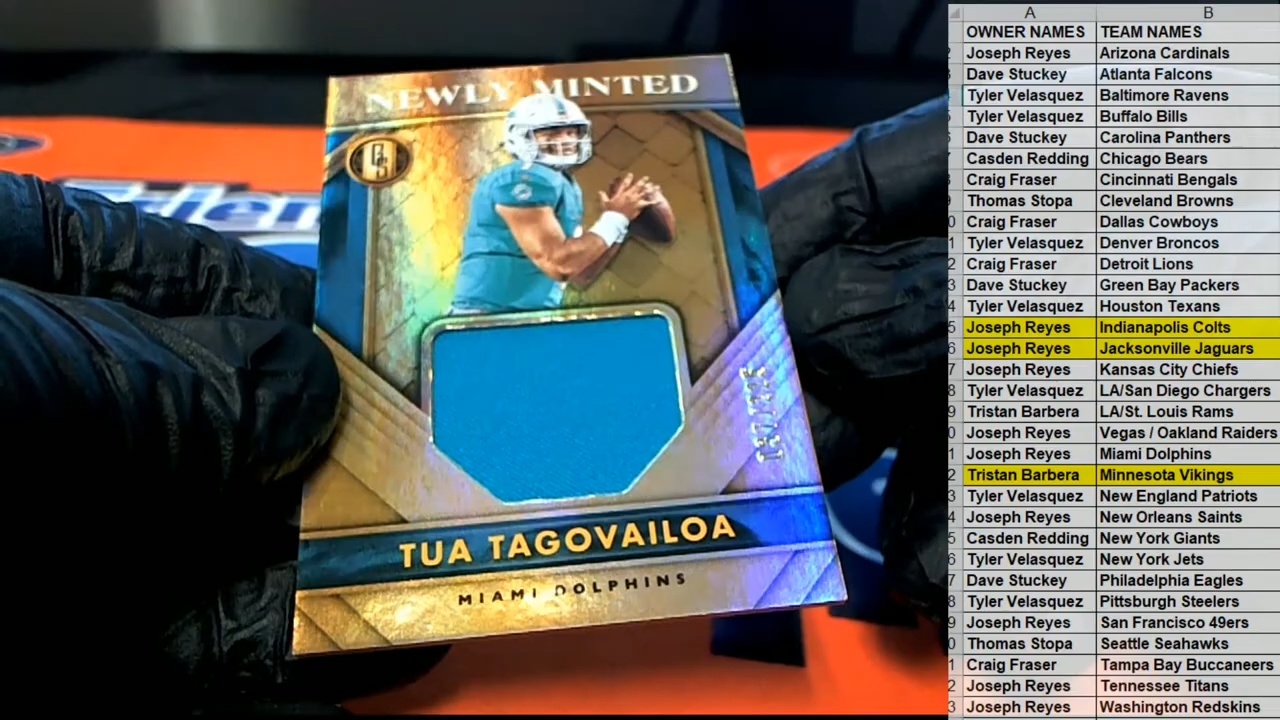 NEWLY MINTED
GS
TUA TAGOVAILOA
MIAMI DOLPHINS
A B
OWNER NAMES TEAM NAMES
Joseph Reyes Arizona Cardinals
Dave Stuckey Atlanta Falcons
Tyler Velasquez Baltimore Ravens
Tyler Velasquez Buffalo Bills
Dave Stuckey Carolina Panthers
Casden Redding Chicago Bears
Craig Fraser Cincinnati Bengals
Thomas Stopa Cleveland Browns
Craig Fraser Dallas Cowboys
Tyler Velasquez Denver Broncos
Craig Fraser Detroit Lions
Dave Stuckey Green Bay Packers
Tyler Velasquez Houston Texans
Joseph Reyes Indianapolis Colts
Joseph Reyes Jacksonville Jaguars
Joseph Reyes Kansas City Chiefs
Tyler Velasquez LA/San Diego Chargers
Tristan Barbera LA/St. Louis Rams
Joseph Reyes Vegas / Oakland Raiders
Joseph Reyes Miami Dolphins
Tristan Barbera Minnesota Vikings
Tyler Velasquez New England Patriots
Joseph Reyes New Orleans Saints
Casden Redding New York Giants
Tyler Velasquez New York Jets
Dave Stuckey Philadelphia Eagles
Tyler Velasquez Pittsburgh Steelers
Joseph Reyes San Francisco 49ers
Thomas Stopa Seattle Seahawks
Craig Fraser Tampa Bay Buccaneers
Joseph Reyes Tennessee Titans
Joseph Reyes Washington Redskins